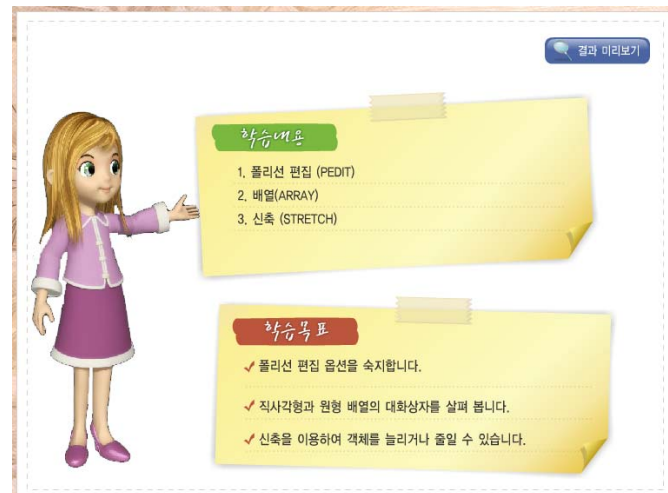 결과 미리보기
학습내용
1. 폴리선 편집 (PEDIT)
2. 배열(ARRAY)
3. 신축 (STRETCH)
학습목표
폴리선 편집 옵션을 숙지합니다.
직사각형과 원형 배열의 대화상자를 살펴 봅니다.
신축을 이용하여 객체를 늘리거나 줄일 수 있습니다.